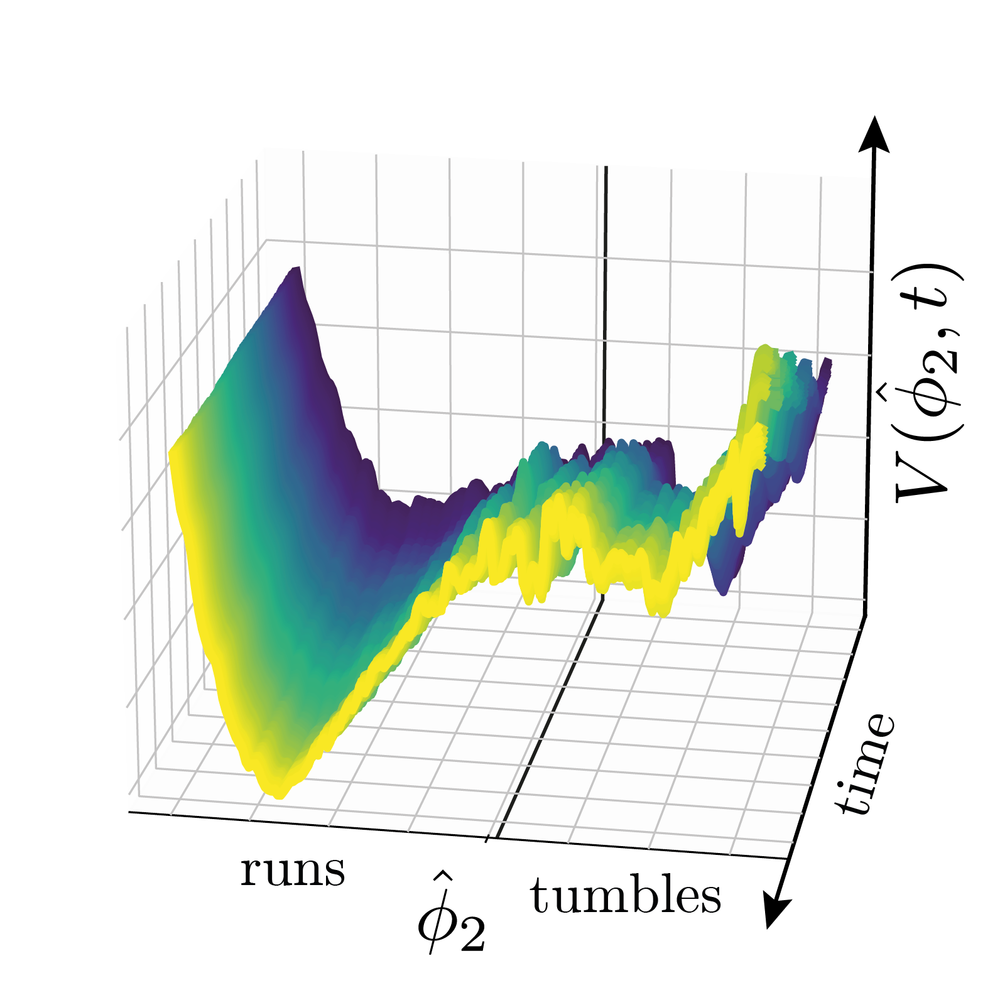 V(ϕ̂₂, t)
time
runs
tumbles
ϕ̂₂